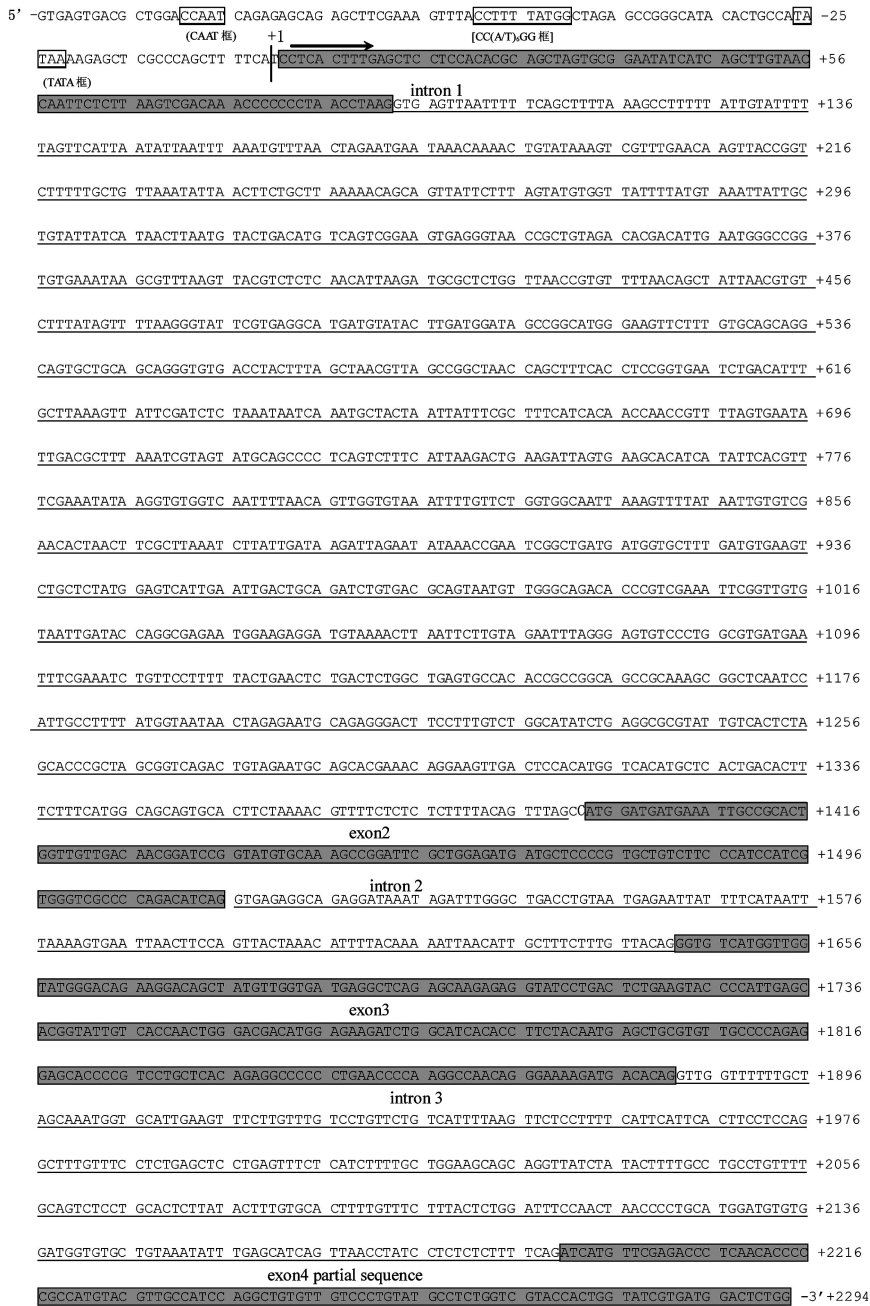 5' -GTGAGTGACG CTGGACCAAT CAGAGAGCAG AGCTTCGAAA GTTTACCTTT TATGGCTAGA GCCGGGCATA CACTGCCATA -25
(CAAT 框) +1 [CC(A/T)₆GG 框]
TAAAAGAGCT CGCCCAGCTT TTCATCCTCA CTTTGAGCTC CTCCACACGC AGCTAGTGCG GGAATATCAT CAGCTTGTAAC +56
(TATA 框)
intron 1
CAATTCTCTT AAGTCGACAA ACCCCCCCTAA ACCTAAGGTG AGTTAATTTT TCAGCTTTTA AAGCCTTTTT ATTGTATTTT +136
TAGTTCATTA ATATTAATTT AAATGTTTAA CTAGAATGAA TAAACAAAAC TGTATAAAGT CGTTTGAACA AGTTACCGGT +216
CTTTTTGCTG TTAAATATTA ACTTCTGCTT AAAAACAGCA GTTATTCTTT AGTATGTGGT TATTTTATGT AAATTATTGC +296
TGTATTATCA TAACTTAATG TACTGACATG TCAGTCGGAA GTGAGGGTAA CCGCTGTAGA CACGACATTG AATGGGCCGG +376
TGTGAAATAA GCGTTTAAGT TACGTCTCTC AACATTAAGA TGCGCTCTGG TTAACCGTGT TTTAACAGCT ATTAACGTGT +456
CTTTATAGTT TTAAGGGTAT TCGTGAGGCA TGATGTATAC TTGATGGATA GCCGGCATGG GAAGTTCTTT GTGCAGCAGG +536
CAGTGCTGCA GCAGGGTGTG ACCTACTTTA GCTAACGTTA GCCGGCTAAC CAGCTTTCAC CTCCGGTGAA TCTGACATTT +616
GCTTAAAGTT ATTCGATCTC TAAATAATCA AATGCTACTA ATTATTTCGC TTTCATCACA ACCAACCGTT TTAGTGAATA +696
TTGACGCTTT AAATCGTAGT ATGCAGCCCC TCAGTCTTTC ATTAAGACTG AAGATTAGTG AAGCACATCA TATTCACGTT +776
TCGAAATATA AGGTGTGGTC AATTTTAACA GTTGGTGTAA ATTTTGTTCT GGTGGCAATT AAAGTTTTAT AATTGTGTCG +856
AACACTAACT TCGCTTAAAT CTTATTGATA AGATTAGAAT ATAAACCGAA TCGGCTGATG ATGGTGCTTT GATGTGAAGT +936
CTGCTCTATG GAGTCATTGA ATTGACTGCA GATCTGTGAC GCAGTAATGT TGGGCAGACA CCCGTCGAAA TTCGGTTGTG +1016
TAATTGATAC CAGGCGAGAA TGGAAGAGGA TGTAAAACTT AATTCTTGTA GAATTTAGGG AGTGTCCCTG GCGTGATGAA +1096
TTTCGAAATC TGTTCCTTTT TACTGAACTC TGACTCTGGC TGAGTGCCAC ACCGCCGGCA GCCGCAAAGC GGCTCAATCC +1176
ATTGCCTTTT ATGGTAATAA CTAGAGAATG CAGAGGGACT TCCTTTGTCT GGCATATCTG AGGCGCGTAT TGTCACTCTA +1256
GCACCCGCTA GCGGTCAGAC TGTAGAATGC AGCACGAAAC AGGAAGTTGA CTCCACATGG TCACATGCTC ACTGACACTT +1336
TCTTTCATGG CAGCAGTGCA CTTCTAAAAC GTTTTCTCTC TCTTTTACAG TTTAGCCATG GATGATGAAA TTGCCGCACT +1416
exon2
GGTTGTTGAC AACGGATCCG GTATGTGCAA AGCCGGATTC GCTGGAGATG ATGCTCCCCG TGCTGTCTTC CCATCCATCG +1496
TGGGTCGCCC CAGACATCAG GTGAGAGGCA GAGGATAAAT AGATTTGGGC TGACCTGTAA TGAGAATTAT TTTCATAATT +1576
intron 2
TAAAAGTGAA TTAACTTCCA GTTACTAAAC ATTTTACAAA AATTAACATT GCTTTCTTTG TTACAGGGTG TCATGGTTGG +1656
TATGGGACAG AAGGACAGCT ATGTTGGTGA TGAGGCTCAG AGCAAGAGAG GTATCCTGAC TCTGAAGTAC CCCATTGAGC +1736
exon3
ACGGTATTGT CACCAACTGG GACGACATGG AGAAGATCTG GCATCACACC TTCTACAATG AGCTGCGTGT TGCCCCAGAG +1816
GAGCACCCCG TCCTGCTCAC AGAGGCCCCC CTGAACCCCA AGGCCAACAG GGAAAAGATG ACACAGGTTG GTTTTTTGCT +1896
intron 3
AGCAAATGGT GCATTGAAGT TTCTTGTTTG TCCTGTTCTG TCATTTTAAG TTCTCCTTTT CATTCATTCA CTTCCTCCAG +1976
GCTTTGTTTC CTCTGAGCTC CTGAGTTTCT CATCTTTTGC TGGAAGCAGC AGGTTATCTA TACTTTTGCC TGCCTGTTTT +2056
GCAGTCTCCT GCACTCTTAT ACTTTGTGCA CTTTTGTTTC TTTACTCTGG ATTTCCAACT AACCCCTGCA TGGATGTGTG +2136
GATGGTGTGC TGTAAATATT TGAGCATCAG TTAACCTATC CTCTCTCTTT TCAGATCATG TTCGAGACCC TCAACACCCC +2216
exon4 partial sequence
CGCCATGTAC GTTGCCATCC AGGCTGTGTT GTCCCTGTAT GCCTCTGGTC GTACCACTGG TATCGTGATG GACTCTGG -3'+2294